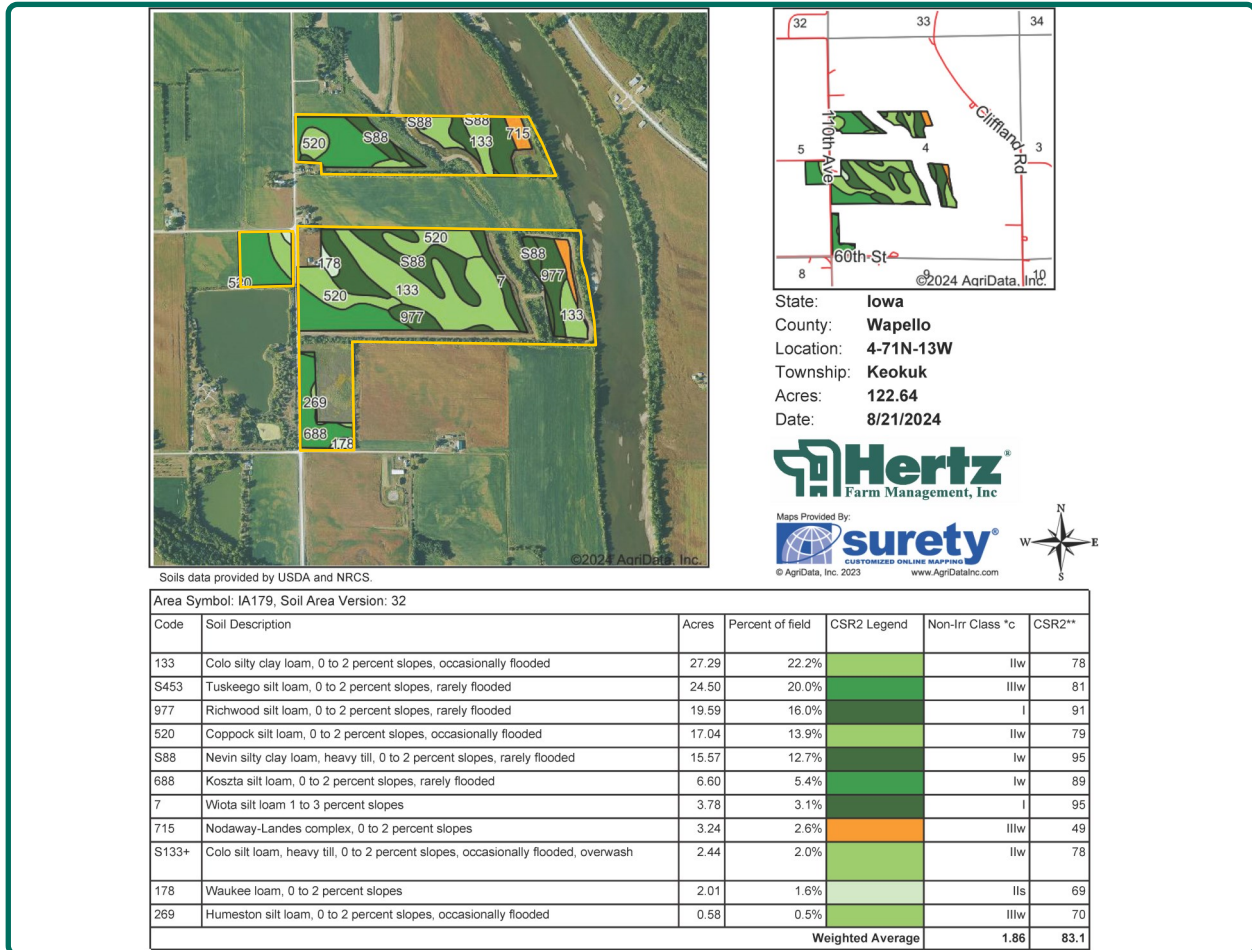 520
S88
S88
S88
133
715
520
178
520
S88
133
520
977
7
S88
977
133
269
688
178
©2024 AgriData, Inc.
32
33
34
110th Ave
Cliffland Rd
5
4
3
60th St
8
9
10
©2024 AgriData, Inc.
State: Iowa
County: Wapello
Location: 4-71N-13W
Township: Keokuk
Acres: 122.64
Date: 8/21/2024
Hertz®
Farm Management, Inc
Maps Provided By:
surety®
CUSTOMIZED ONLINE MAPPING
© AgriData, Inc. 2023 www.AgriDataInc.com
N
W E
S
Soils data provided by USDA and NRCS.
Area Symbol: IA179, Soil Area Version: 32
Code Soil Description Acres Percent of field CSR2 Legend Non-Irr Class *c CSR2**
133 Colo silty clay loam, 0 to 2 percent slopes, occasionally flooded 27.29 22.2% IIw 78
S453 Tuskeego silt loam, 0 to 2 percent slopes, rarely flooded 24.50 20.0% IIIw 81
977 Richwood silt loam, 0 to 2 percent slopes, rarely flooded 19.59 16.0% I 91
520 Coppock silt loam, 0 to 2 percent slopes, occasionally flooded 17.04 13.9% IIw 79
S88 Nevin silty clay loam, heavy till, 0 to 2 percent slopes, rarely flooded 15.57 12.7% Iw 95
688 Koszta silt loam, 0 to 2 percent slopes, rarely flooded 6.60 5.4% Iw 89
7 Wiota silt loam 1 to 3 percent slopes 3.78 3.1% I 95
715 Nodaway-Landes complex, 0 to 2 percent slopes 3.24 2.6% IIIw 49
S133+ Colo silt loam, heavy till, 0 to 2 percent slopes, occasionally flooded, overwash 2.44 2.0% IIw 78
178 Waukee loam, 0 to 2 percent slopes 2.01 1.6% IIs 69
269 Humeston silt loam, 0 to 2 percent slopes, occasionally flooded 0.58 0.5% IIIw 70
Weighted Average 1.86 83.1